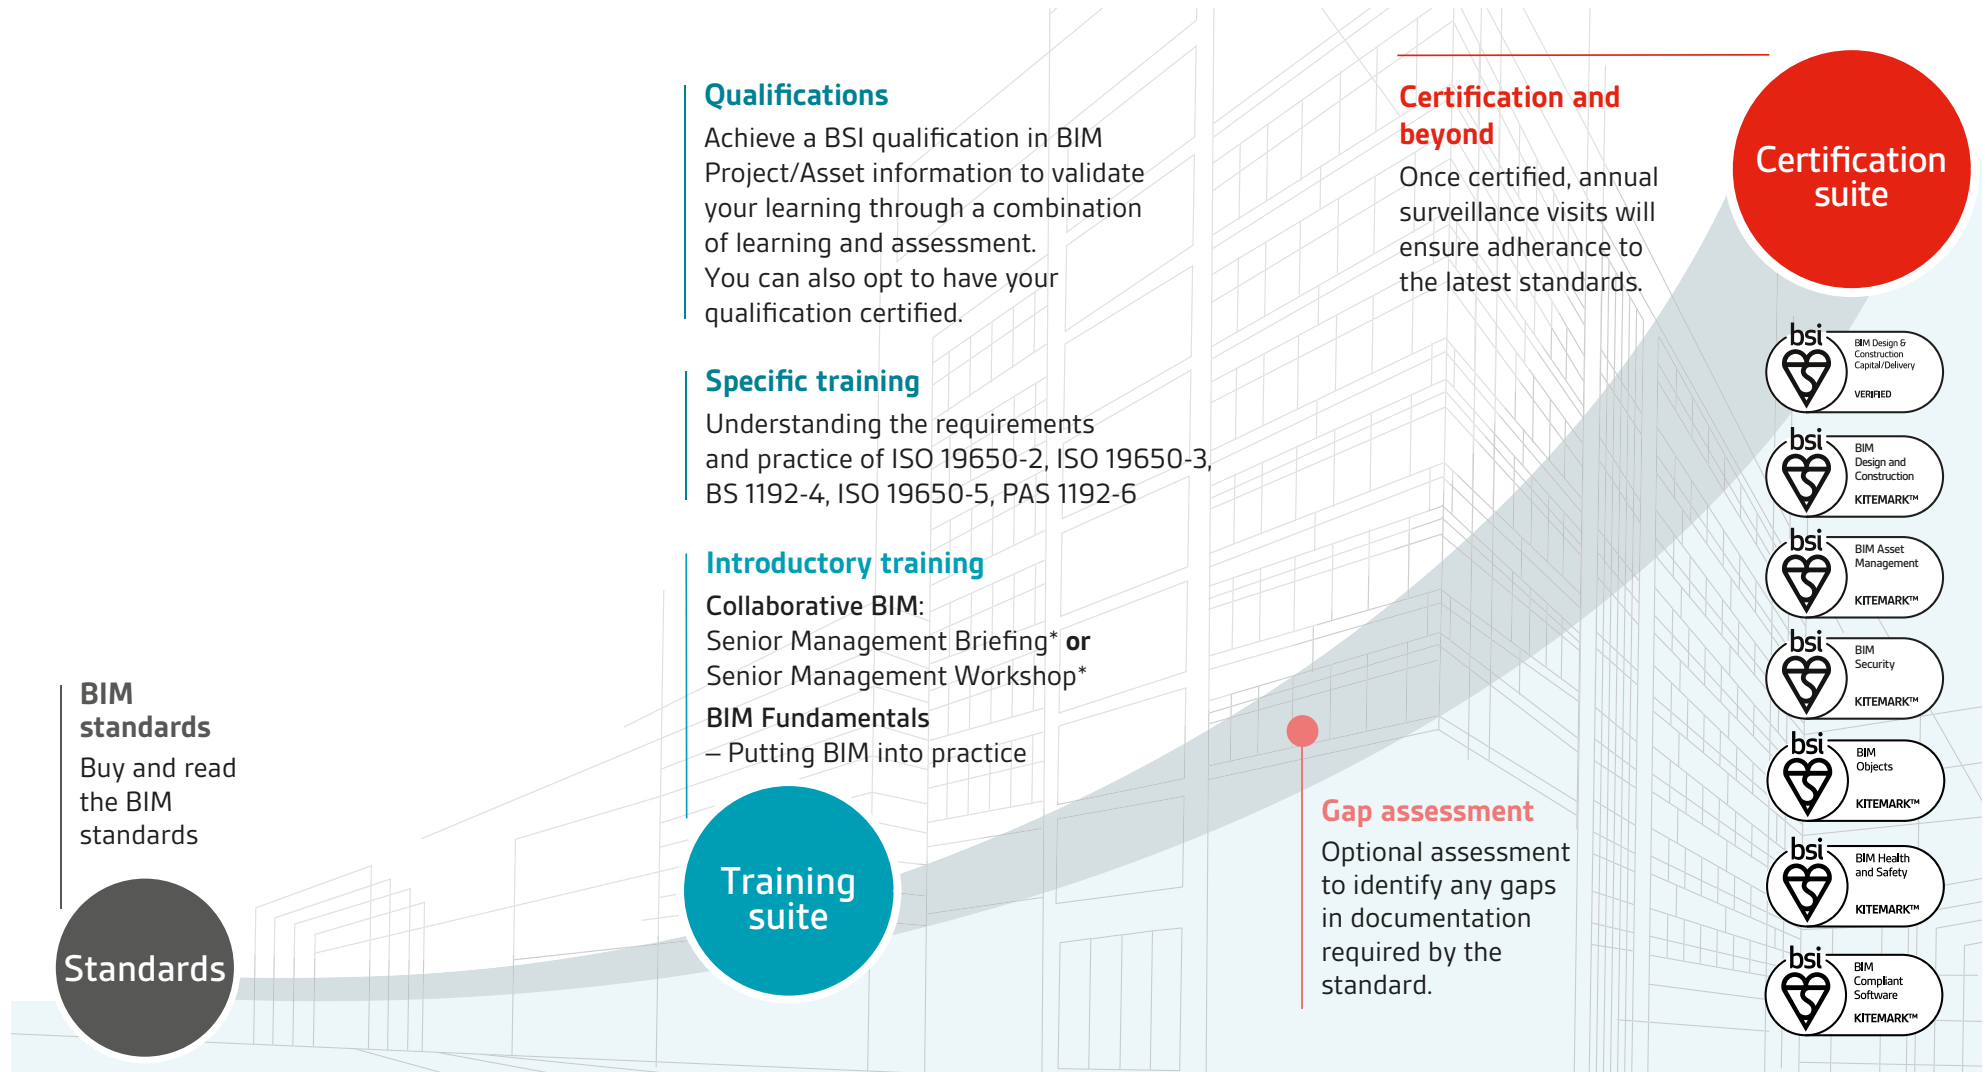 BIM
standards
Buy and read
the BIM
standards
Standards
Qualifications
Achieve a BSI qualification in BIM
Project/Asset information to validate
your learning through a combination
of learning and assessment.
You can also opt to have your
qualification certified.
Specific training
Understanding the requirements
and practice of ISO 19650-2, ISO 19650-3,
BS 1192-4, ISO 19650-5, PAS 1192-6
Introductory training
Collaborative BIM:
Senior Management Briefing* or
Senior Management Workshop*
BIM Fundamentals
– Putting BIM into practice
Training
suite
Gap assessment
Optional assessment
to identify any gaps
in documentation
required by the
standard.
Certification and
beyond
Once certified, annual
surveillance visits will
ensure adherance to
the latest standards.
Certification
suite
bsi
BIM Design &
Construction
Capital/Delivery
VERIFIED
bsi
BIM
Design and
Construction
KITEMARK™
bsi
BIM Asset
Management
KITEMARK™
bsi
BIM
Security
KITEMARK™
bsi
BIM
Objects
KITEMARK™
bsi
BIM Health
and Safety
KITEMARK™
bsi
BIM
Compliant
Software
KITEMARK™